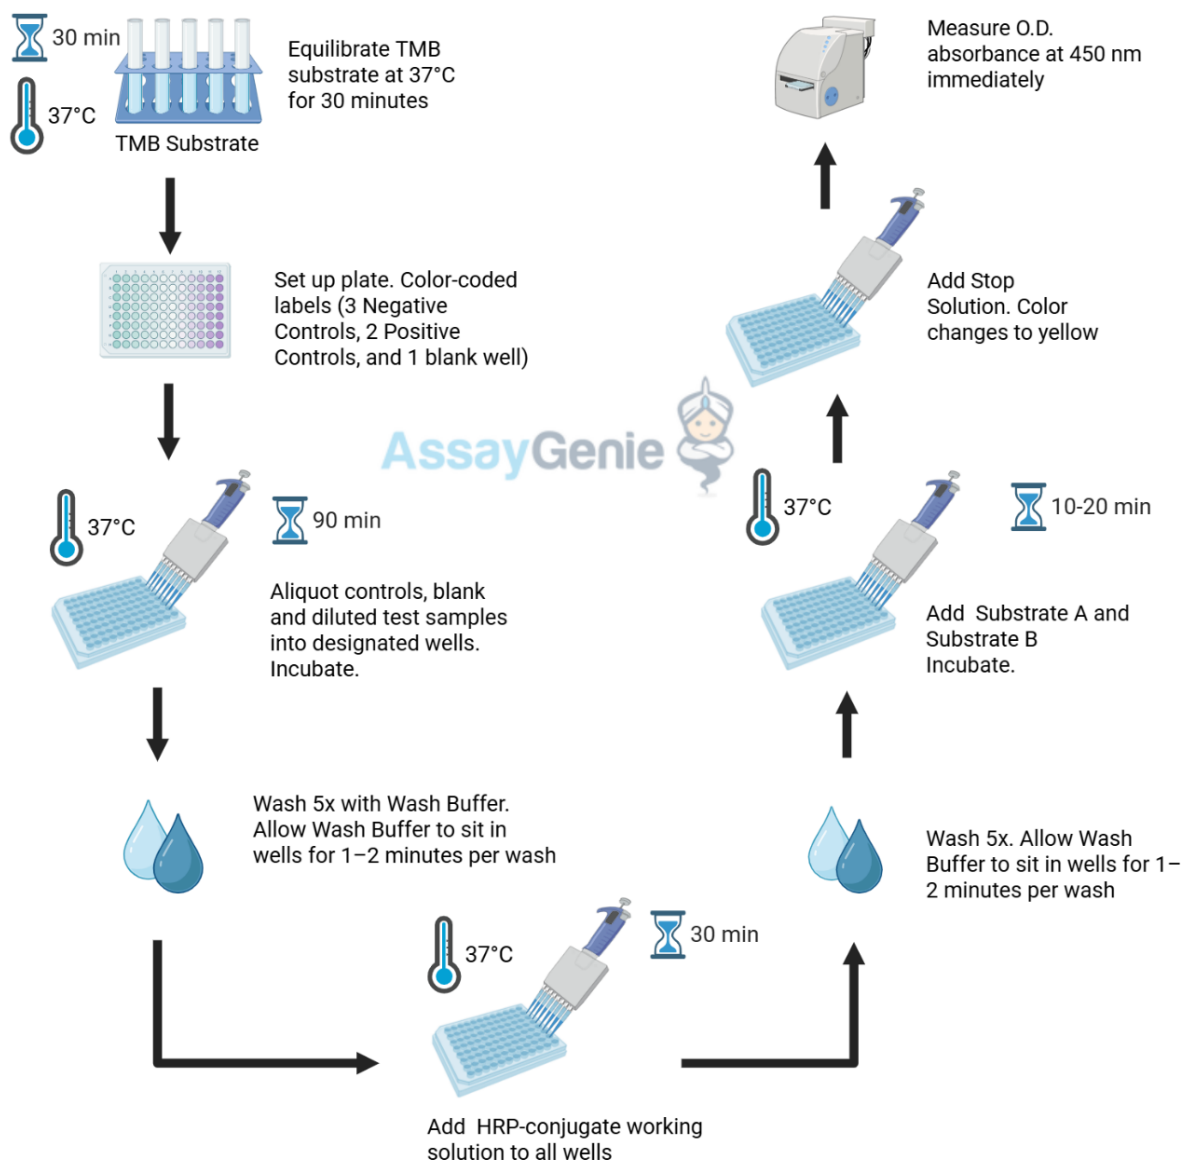 30 min
37°C
TMB Substrate
Equilibrate TMB
substrate at 37°C
for 30 minutes
Set up plate. Color-coded
labels (3 Negative
Controls, 2 Positive
Controls, and 1 blank well)
37°C
90 min
Aliquot controls, blank
and diluted test samples
into designated wells.
Incubate.
Wash 5x with Wash Buffer.
Allow Wash Buffer to sit in
wells for 1–2 minutes per wash
37°C
30 min
Add HRP-conjugate working
solution to all wells
Wash 5x. Allow Wash
Buffer to sit in wells for 1–
2 minutes per wash
37°C
10-20 min
Add Substrate A and
Substrate B
Incubate.
Add Stop
Solution. Color
changes to yellow
Measure O.D.
absorbance at 450 nm
immediately
AssayGenie